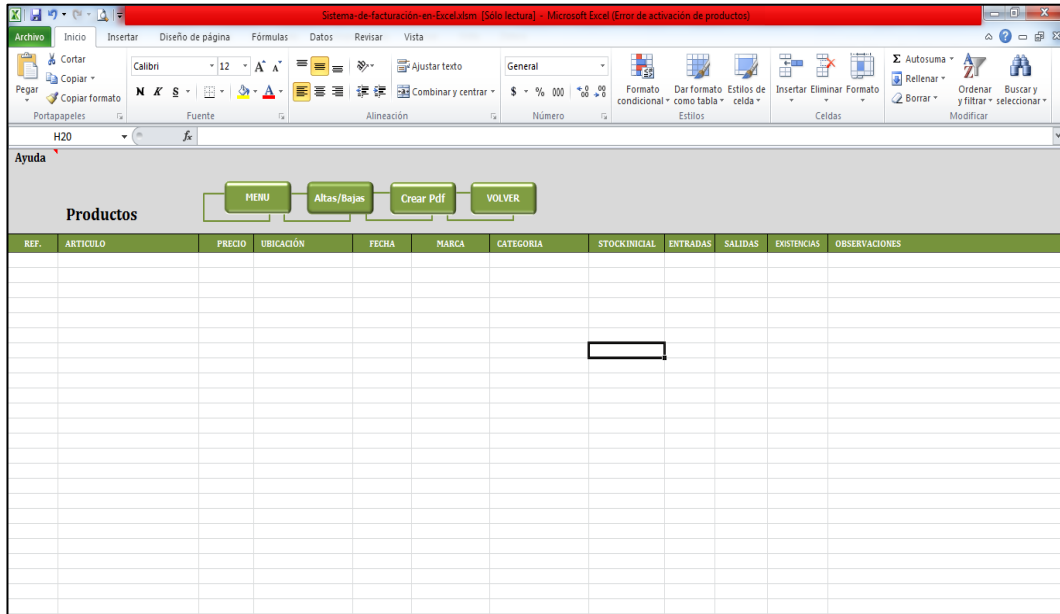 Sistema-de-facturación-en-Excel.xlsm [Sólo lectura] - Microsoft Excel (Error de activación de productos)
Archivo Inicio Insertar Diseño de página Fórmulas Datos Revisar Vista
Pegar
Cortar
Copiar
Copiar formato
Portapapeles
Calibri 12 A A
N K S A
Fuente
Ajustar texto
Combinar y centrar
Alineación
General
$ % 000
Número
Formato condicional
Dar formato como tabla
Estilos de celda
Estilos
Insertar Eliminar Formato
Celdas
Σ Autosuma
Rellenar
Borrar
Ordenar y filtrar
Buscar y seleccionar
Modificar
H20 fx
Ayuda
Productos
MENU Altas/Bajas Crear Pdf VOLVER
REF. ARTICULO PRECIO UBICACIÓN FECHA MARCA CATEGORIA STOCKINICIAL ENTRADAS SALIDAS EXISTENCIAS OBSERVACIONES